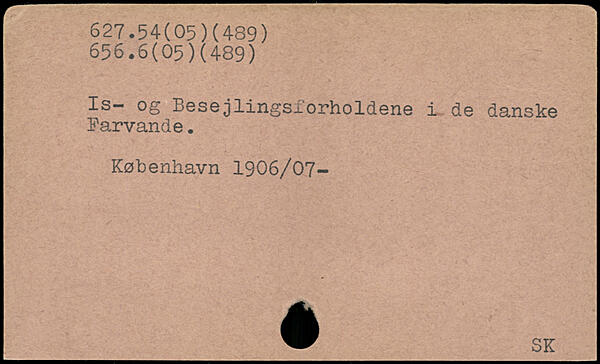 627.54(05)(489)
656.6(05)(489)
Is- og Besejlingsforholdene i de danske
Farvande.
København 1906/07-
SK